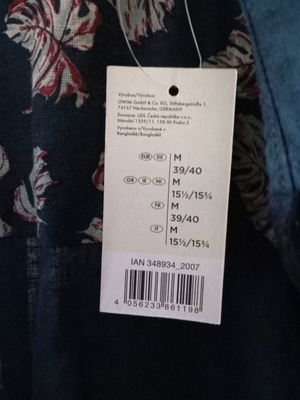 Výrobce/Výrobca:
OWIM GmbH & Co. KG, Stiftsbergstraße 1,
74167 Neckarsulm, GERMANY
Dovozce: LIDL Česká republika v.o.s.,
Nárožní 1359/11, 158 00 Praha 5
Vyrobeno v/Vyrobené v:
Bangladéš/Bangladéš
EUR DE M
39/40
GB IE NI M
15½/15¾
FR M
39/40
IT M
15½/15¾
IAN 348934_2007
4 056233 861198